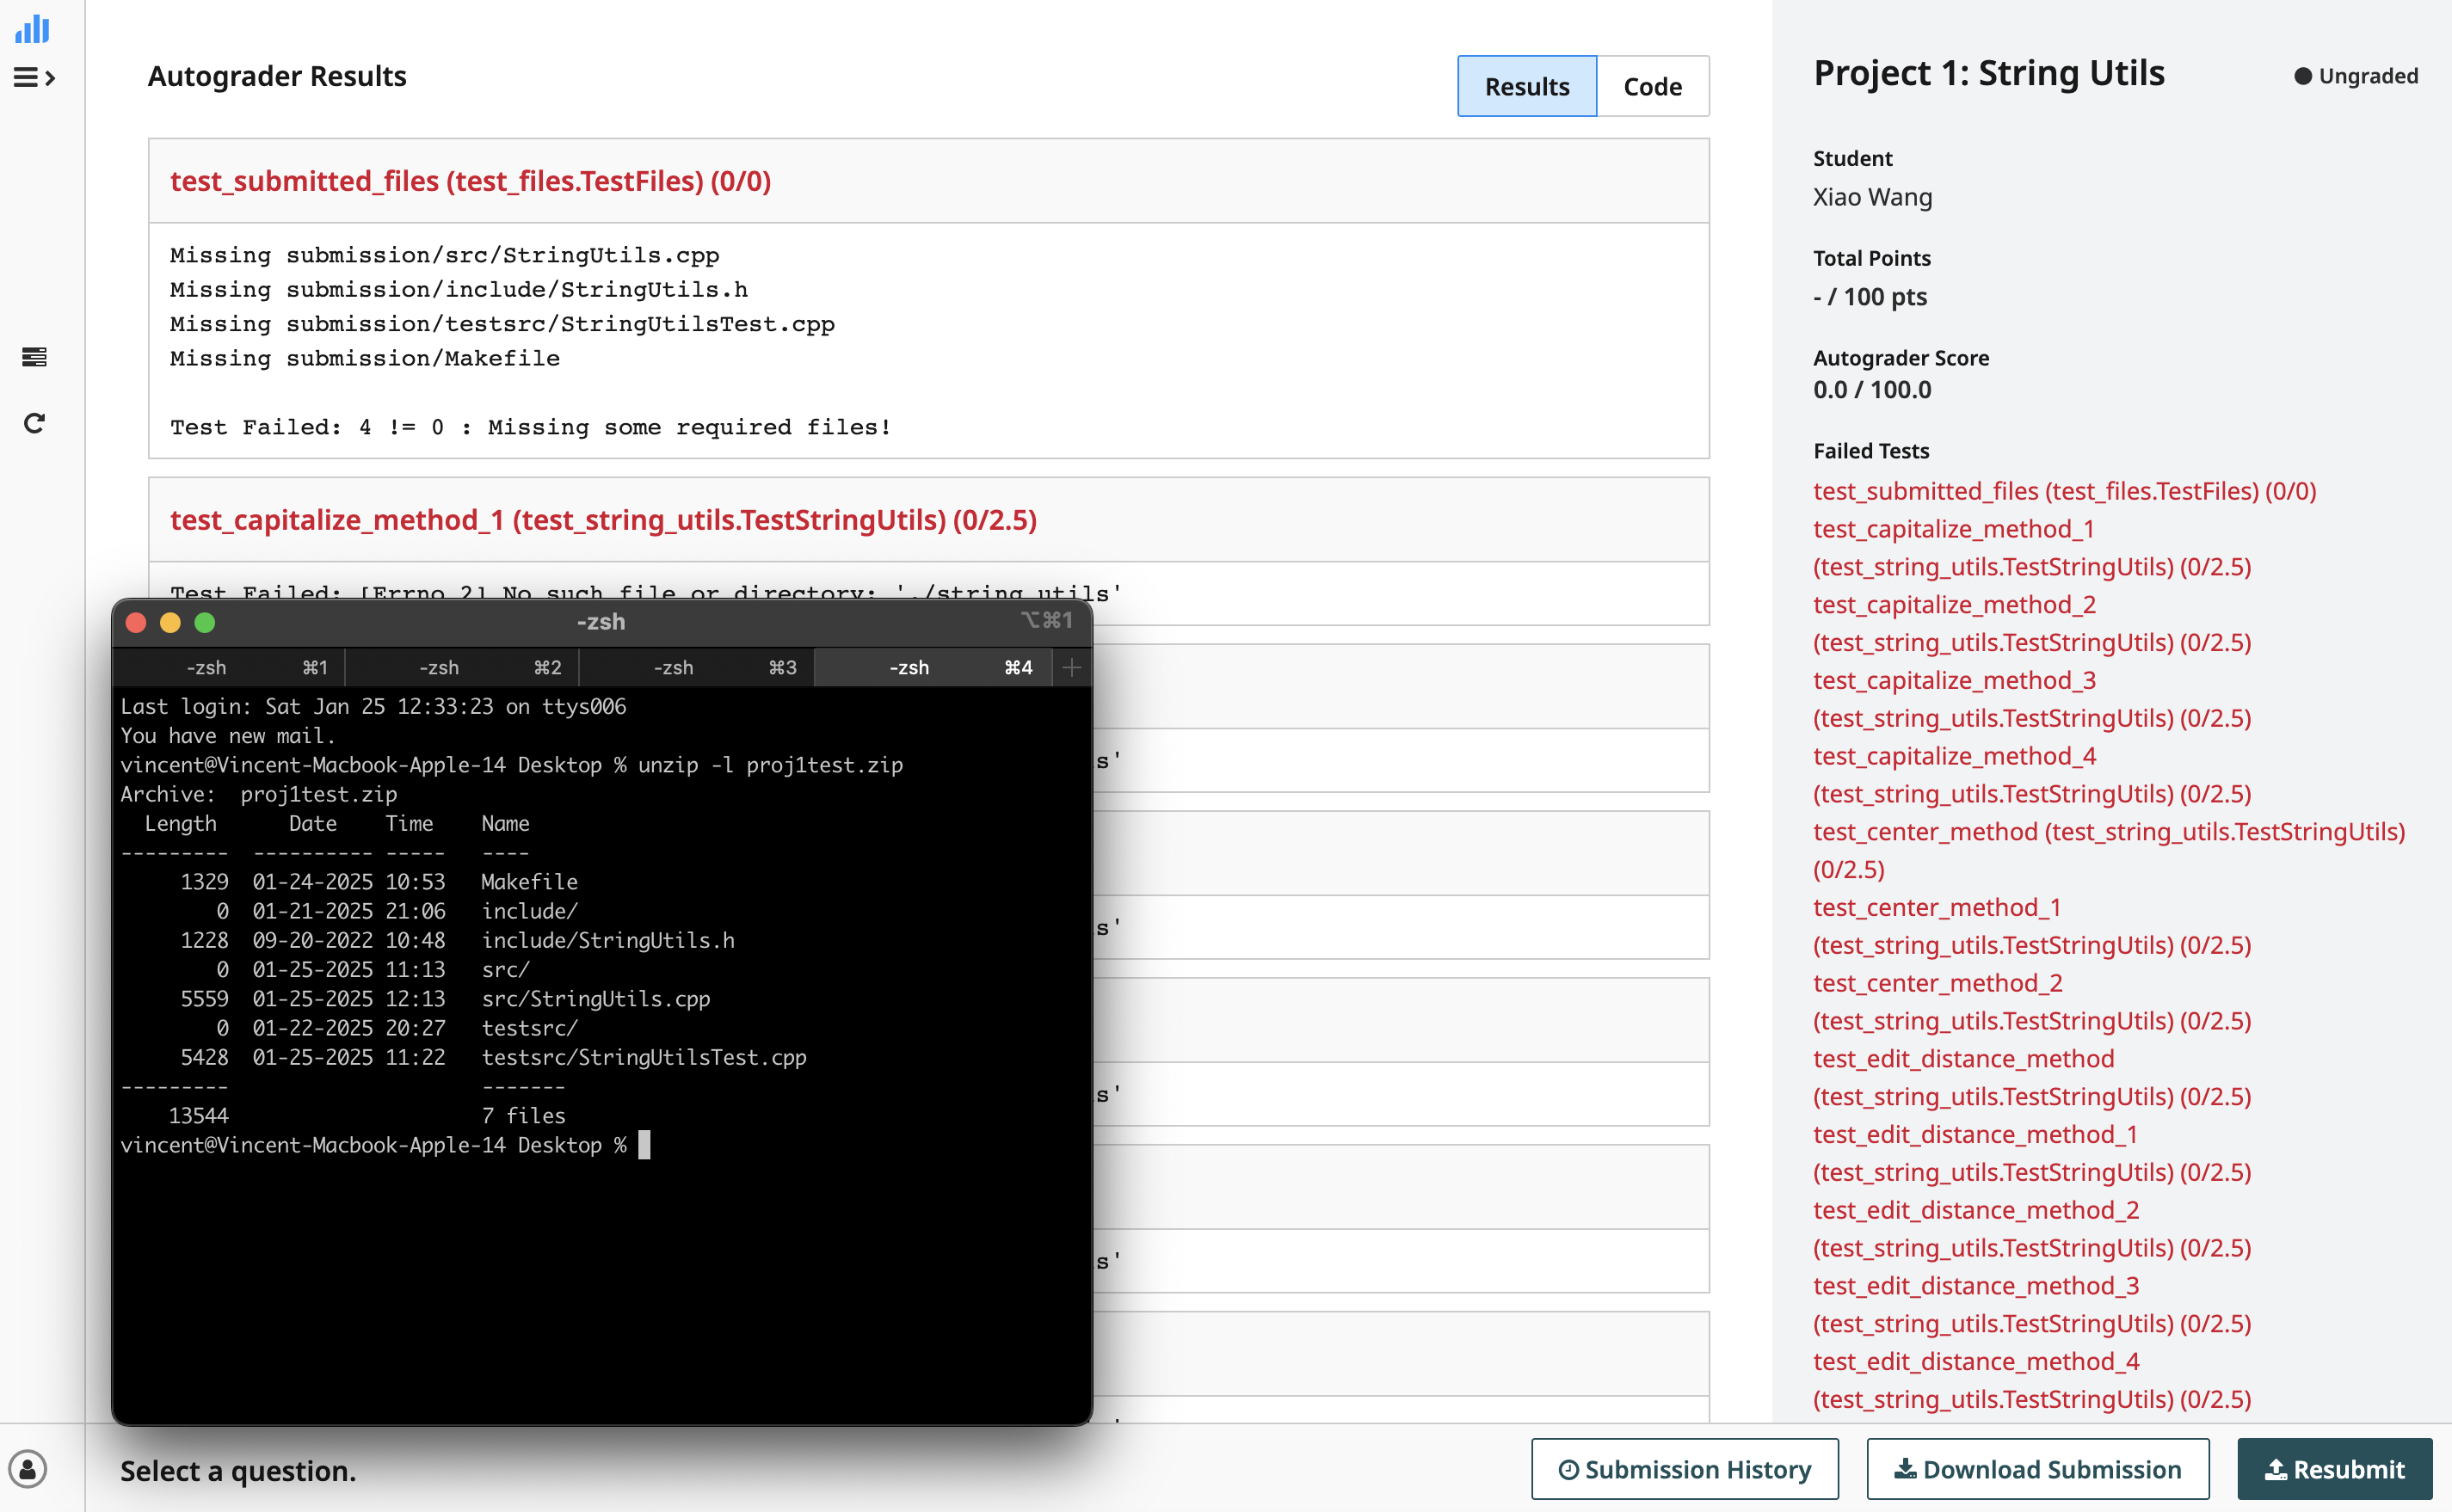 Autograder Results
Results
Code
test_submitted_files (test_files.TestFiles) (0/0)
Missing submission/src/StringUtils.cpp
Missing submission/include/StringUtils.h
Missing submission/testsrc/StringUtilsTest.cpp
Missing submission/Makefile
Test Failed: 4 != 0 : Missing some required files!
test_capitalize_method_1 (test_string_utils.TestStringUtils) (0/2.5)
Test Failed: [Errno 2] No such file or directory: './string_utils'
s'
s'
s'
s'
-zsh
⌥⌘1
-zsh ⌘1
-zsh ⌘2
-zsh ⌘3
-zsh ⌘4
Last login: Sat Jan 25 12:33:23 on ttys006
You have new mail.
vincent@Vincent-Macbook-Apple-14 Desktop % unzip -l proj1test.zip
Archive:  proj1test.zip
  Length      Date    Time    Name
---------  ---------- -----   ----
     1329  01-24-2025 10:53   Makefile
        0  01-21-2025 21:06   include/
     1228  09-20-2022 10:48   include/StringUtils.h
        0  01-25-2025 11:13   src/
     5559  01-25-2025 12:13   src/StringUtils.cpp
        0  01-22-2025 20:27   testsrc/
     5428  01-25-2025 11:22   testsrc/StringUtilsTest.cpp
---------                     -------
    13544                     7 files
vincent@Vincent-Macbook-Apple-14 Desktop %
Project 1: String Utils
Ungraded
Student
Xiao Wang
Total Points
- / 100 pts
Autograder Score
0.0 / 100.0
Failed Tests
test_submitted_files (test_files.TestFiles) (0/0)
test_capitalize_method_1
(test_string_utils.TestStringUtils) (0/2.5)
test_capitalize_method_2
(test_string_utils.TestStringUtils) (0/2.5)
test_capitalize_method_3
(test_string_utils.TestStringUtils) (0/2.5)
test_capitalize_method_4
(test_string_utils.TestStringUtils) (0/2.5)
test_center_method (test_string_utils.TestStringUtils)
(0/2.5)
test_center_method_1
(test_string_utils.TestStringUtils) (0/2.5)
test_center_method_2
(test_string_utils.TestStringUtils) (0/2.5)
test_edit_distance_method
(test_string_utils.TestStringUtils) (0/2.5)
test_edit_distance_method_1
(test_string_utils.TestStringUtils) (0/2.5)
test_edit_distance_method_2
(test_string_utils.TestStringUtils) (0/2.5)
test_edit_distance_method_3
(test_string_utils.TestStringUtils) (0/2.5)
test_edit_distance_method_4
(test_string_utils.TestStringUtils) (0/2.5)
Select a question.
Submission History
Download Submission
Resubmit